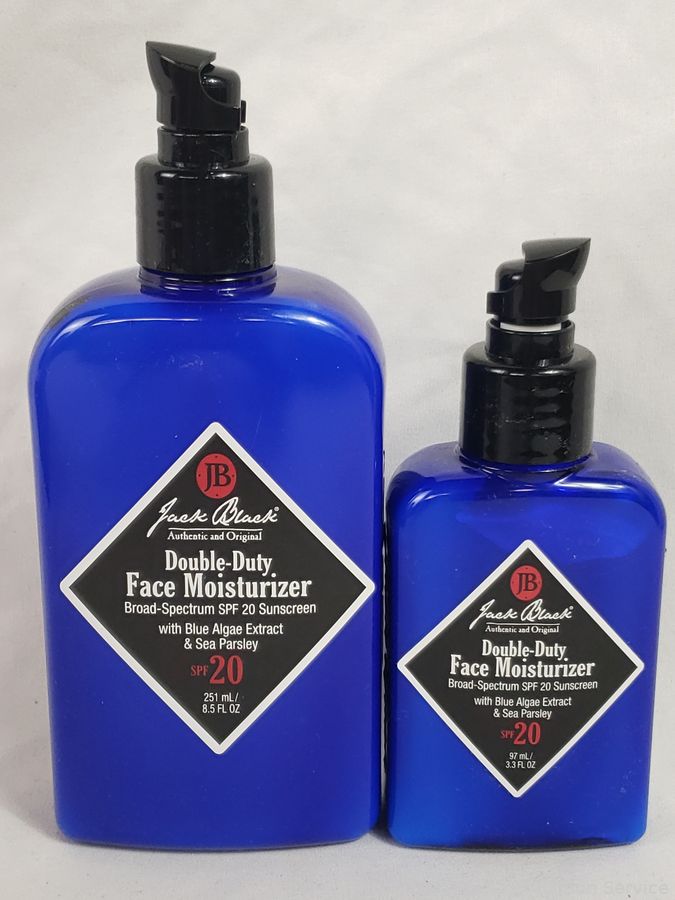 JB
Jack Black®
Authentic and Original
Double-Duty
Face Moisturizer
Broad-Spectrum SPF 20 Sunscreen
with Blue Algae Extract
& Sea Parsley
SPF 20
251 mL/
8.5 FL OZ
JB
Jack Black®
Authentic and Original
Double-Duty
Face Moisturizer
Broad-Spectrum SPF 20 Sunscreen
with Blue Algae Extract
& Sea Parsley
SPF 20
97 mL/
3.3 FL OZ
Service